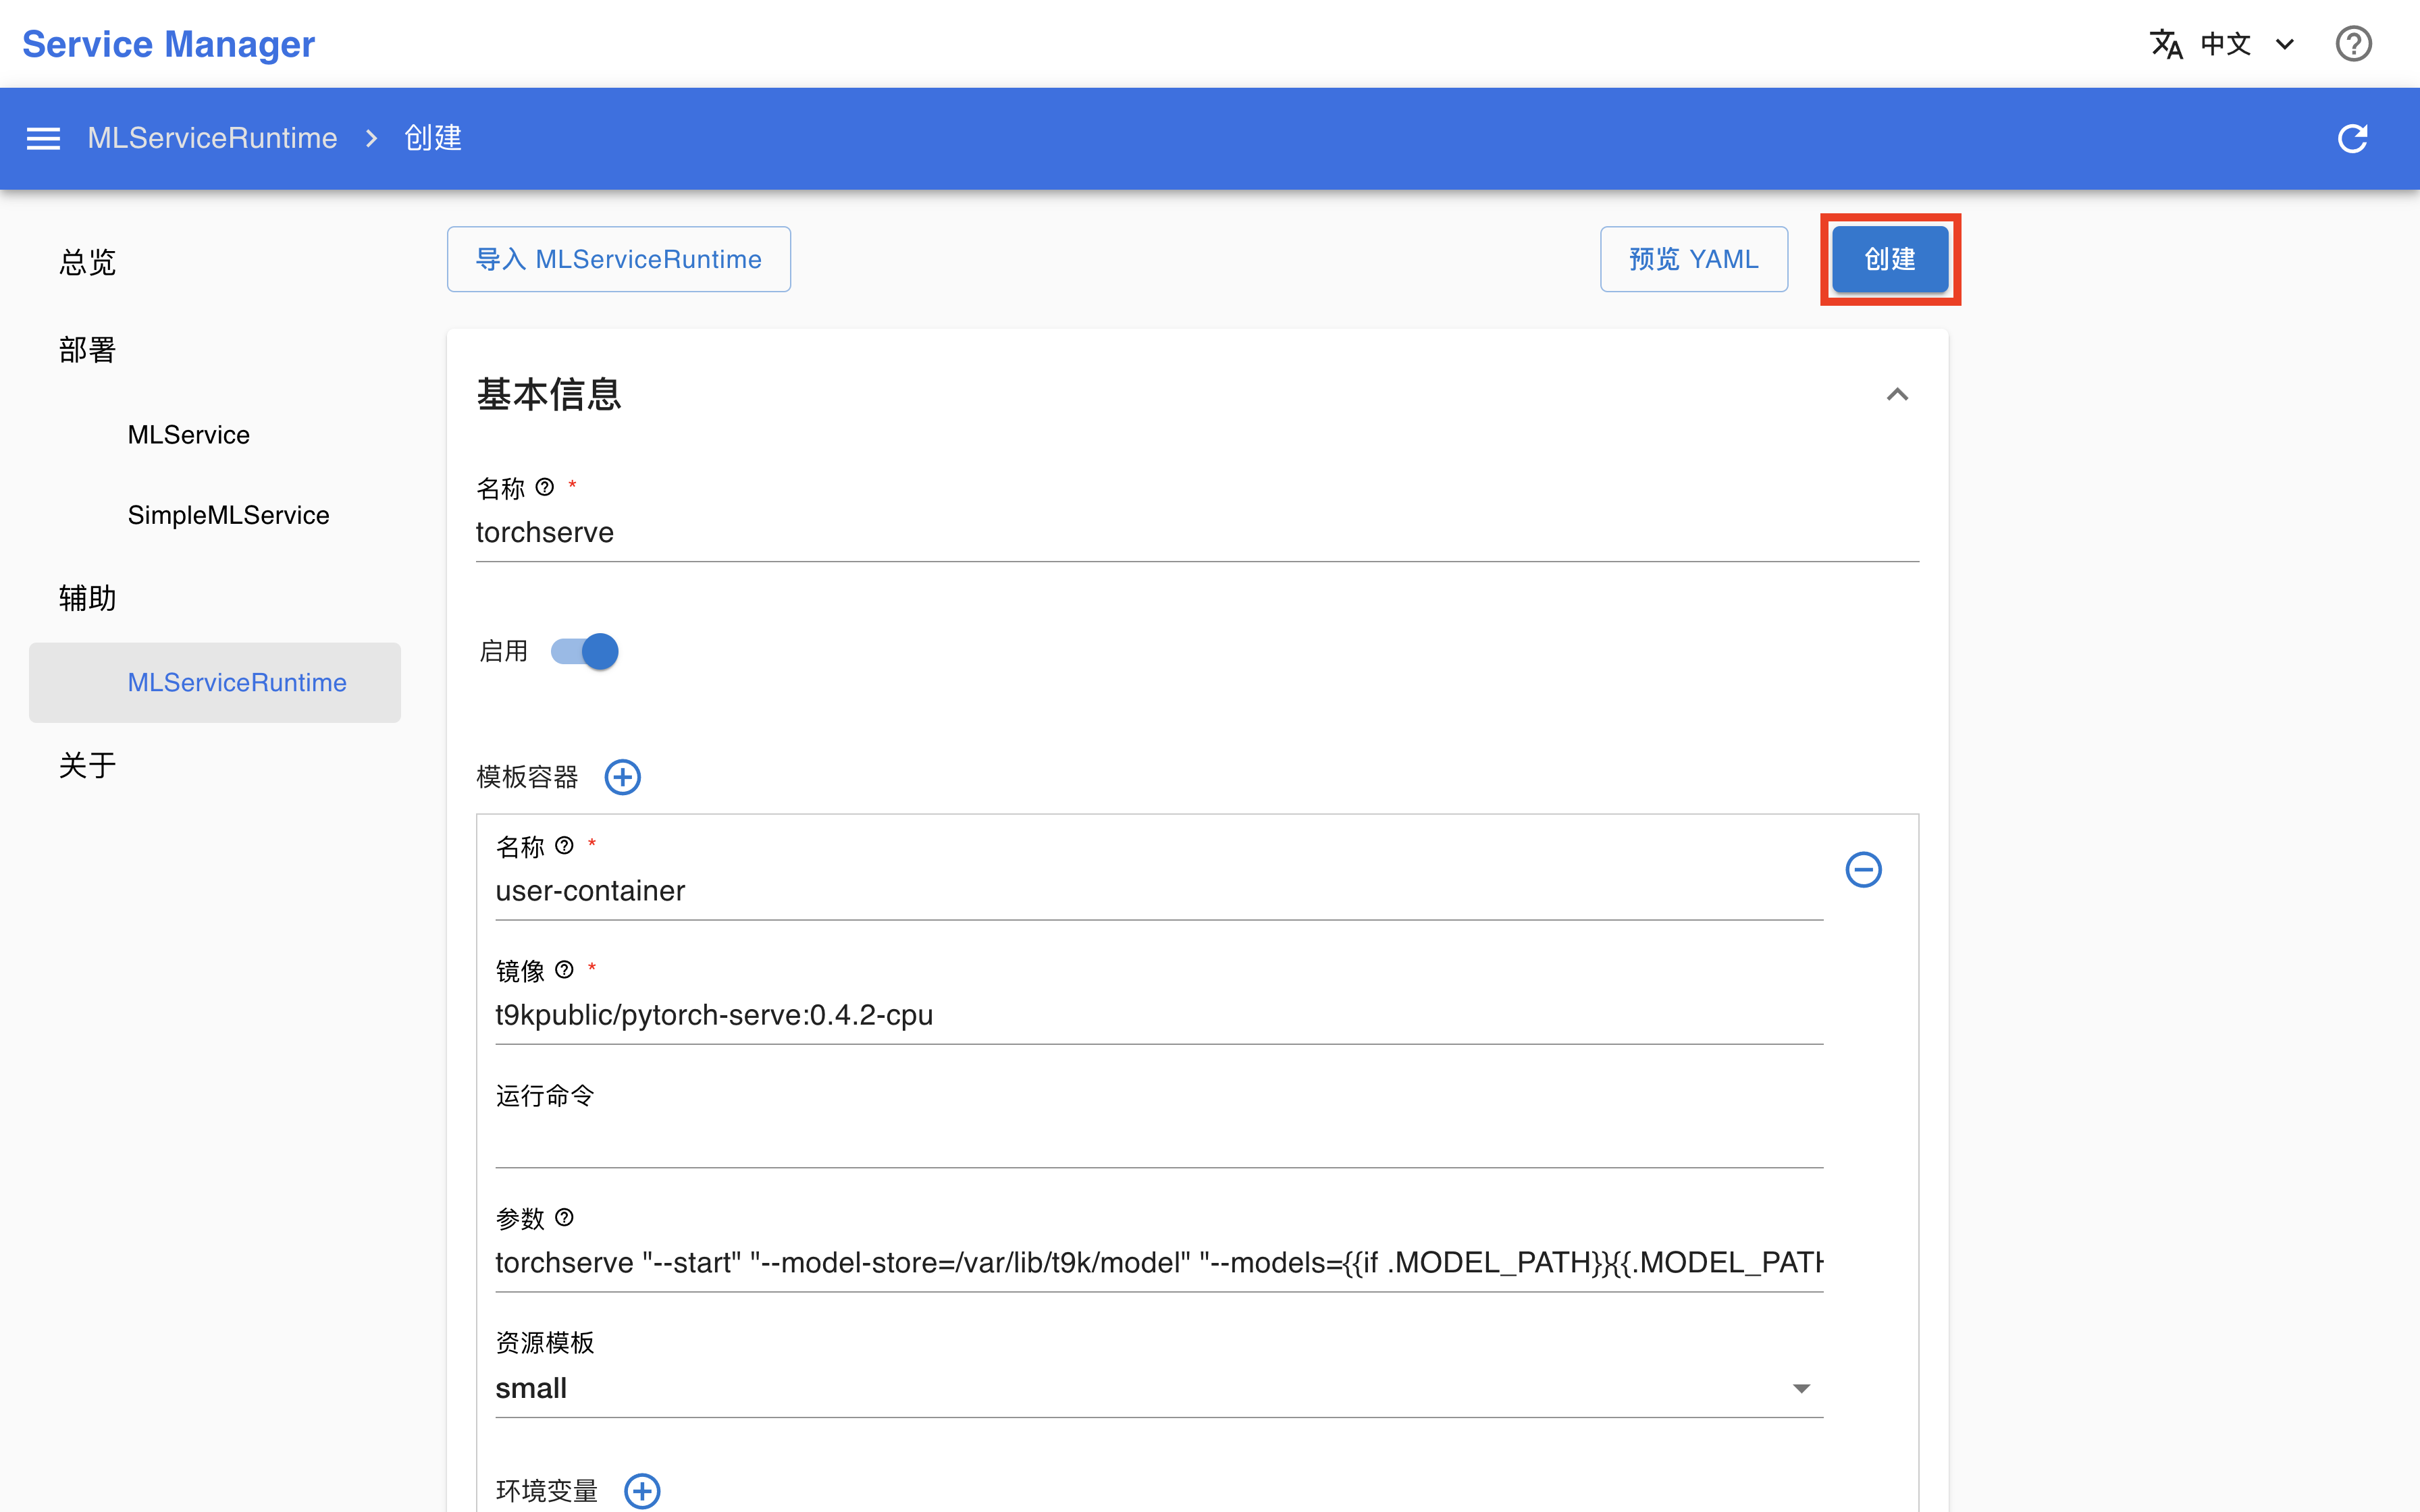 Service Manager
中文
MLServiceRuntime > 创建
总览
部署
MLService
SimpleMLService
辅助
MLServiceRuntime
关于
导入 MLServiceRuntime
预览 YAML
创建
基本信息
名称 *
torchserve
启用
模板容器
名称 *
user-container
镜像 *
t9kpublic/pytorch-serve:0.4.2-cpu
运行命令
参数
torchserve "--start" "--model-store=/var/lib/t9k/model" "--models={{if .MODEL_PATH}}{{.MODEL_PATH
资源模板
small
环境变量